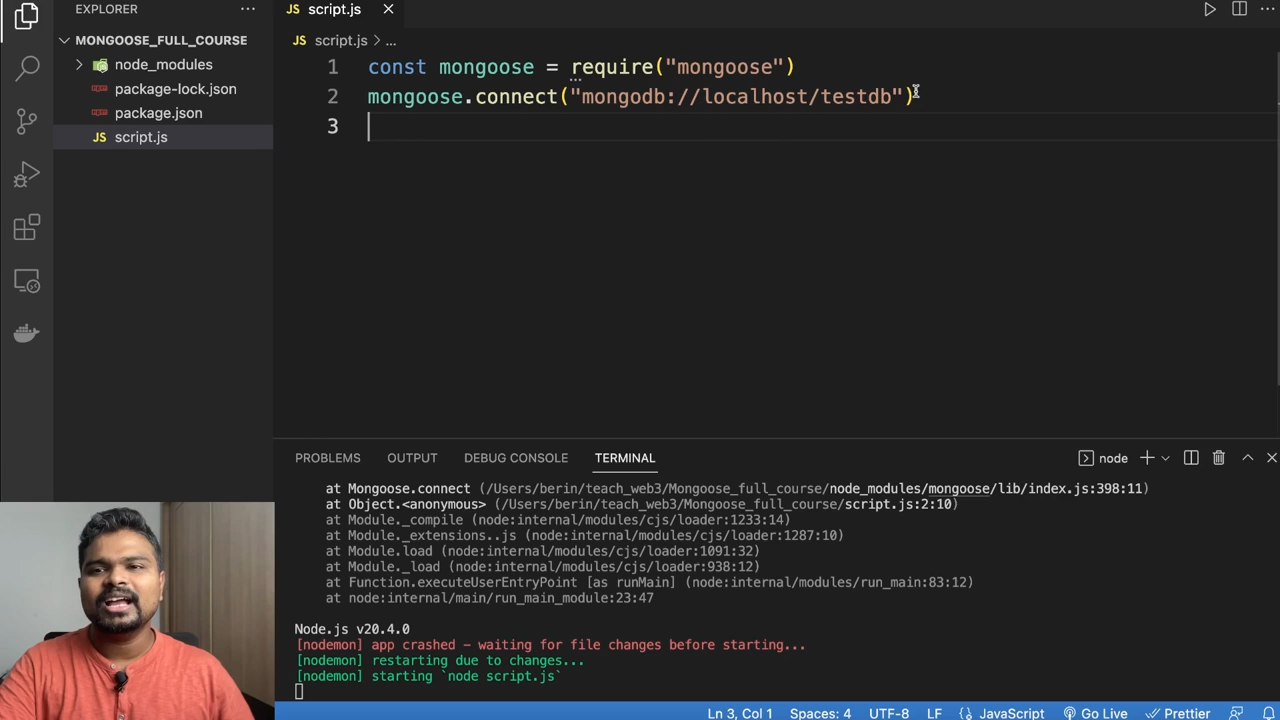 EXPLORER
MONGOOSE_FULL_COURSE
node_modules
package-lock.json
package.json
JS script.js
JS script.js
JS script.js > ...
1 const mongoose = require("mongoose")
2 mongoose.connect("mongodb://localhost/testdb")
3
PROBLEMS OUTPUT DEBUG CONSOLE TERMINAL node
at Mongoose.connect (/Users/berin/teach_web3/Mongoose_full_course/node_modules/mongoose/lib/index.js:398:11)
at Object.<anonymous> (/Users/berin/teach_web3/Mongoose_full_course/script.js:2:10)
at Module._compile (node:internal/modules/cjs/loader:1233:14)
at Module._extensions..js (node:internal/modules/cjs/loader:1287:10)
at Module.load (node:internal/modules/cjs/loader:1091:32)
at Module._load (node:internal/modules/cjs/loader:938:12)
at Function.executeUserEntryPoint [as runMain] (node:internal/modules/run_main:83:12)
at node:internal/main/run_main_module:23:47
Node.js v20.4.0
[nodemon] app crashed - waiting for file changes before starting...
[nodemon] restarting due to changes...
[nodemon] starting `node script.js`
Ln 3, Col 1 Spaces: 4 UTF-8 LF {} JavaScript Go Live Prettier